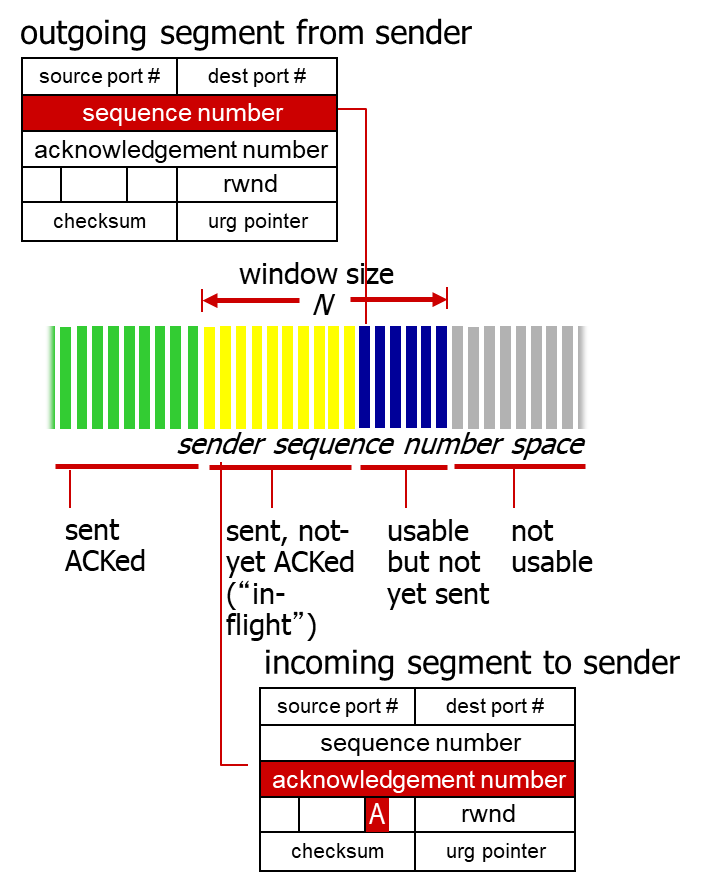 outgoing segment from sender
source port # dest port #
sequence number
acknowledgement number
rwnd
checksum urg pointer
window size
N
sender sequence number space
sent
ACKed
sent, not-
yet ACKed
(“in-
flight”)
usable
but not
yet sent
not
usable
incoming segment to sender
source port # dest port #
sequence number
acknowledgement number
A rwnd
checksum urg pointer